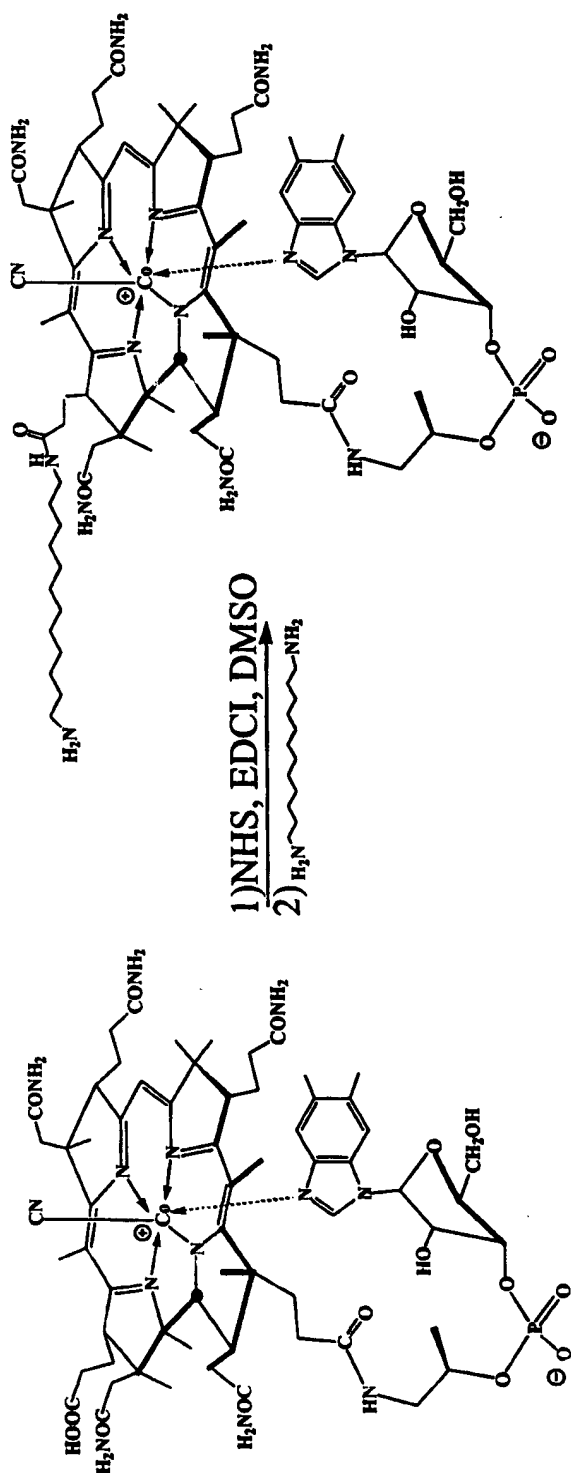 CN
CONH₂
CONH₂
HOOC
H₂NOC
N
N
⊕
Co
N
N
H₂NOC
CONH₂
N
N
C
O
HN
HO
O
CH₂OH
O
O
P
O
O
⊖
1)NHS, EDCI, DMSO
2) H₂N NH₂
CN
CONH₂
CONH₂
O
H
N
H₂N
H₂NOC
N
N
⊕
Co
N
N
H₂NOC
CONH₂
N
N
C
O
HN
HO
O
CH₂OH
O
O
P
O
O
⊖